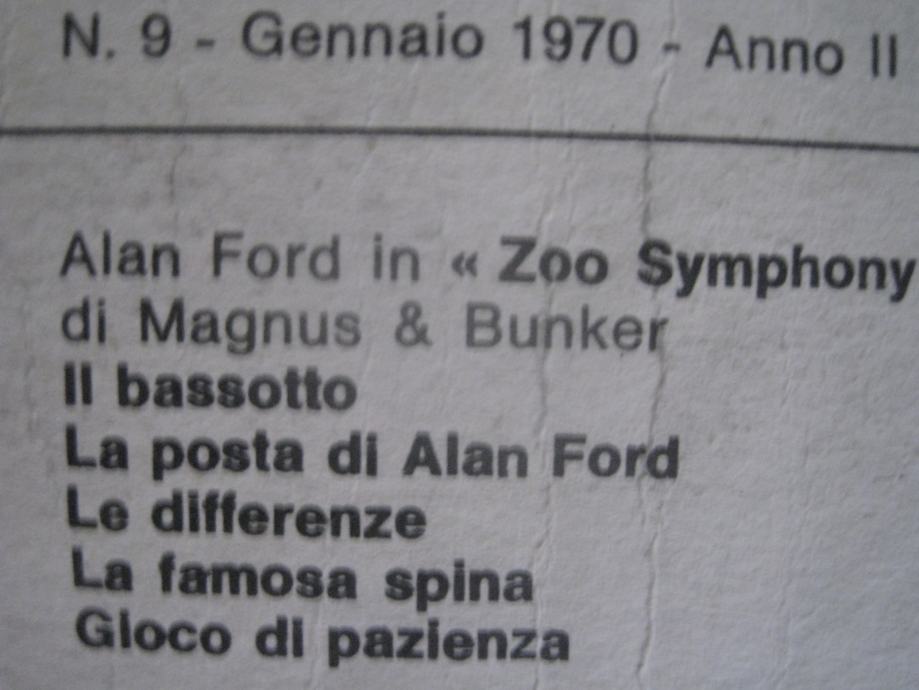 N. 9 - Gennaio 1970 - Anno II
Alan Ford in « Zoo Symphony
di Magnus & Bunker
Il bassotto
La posta di Alan Ford
Le differenze
La famosa spina
Gioco di pazienza